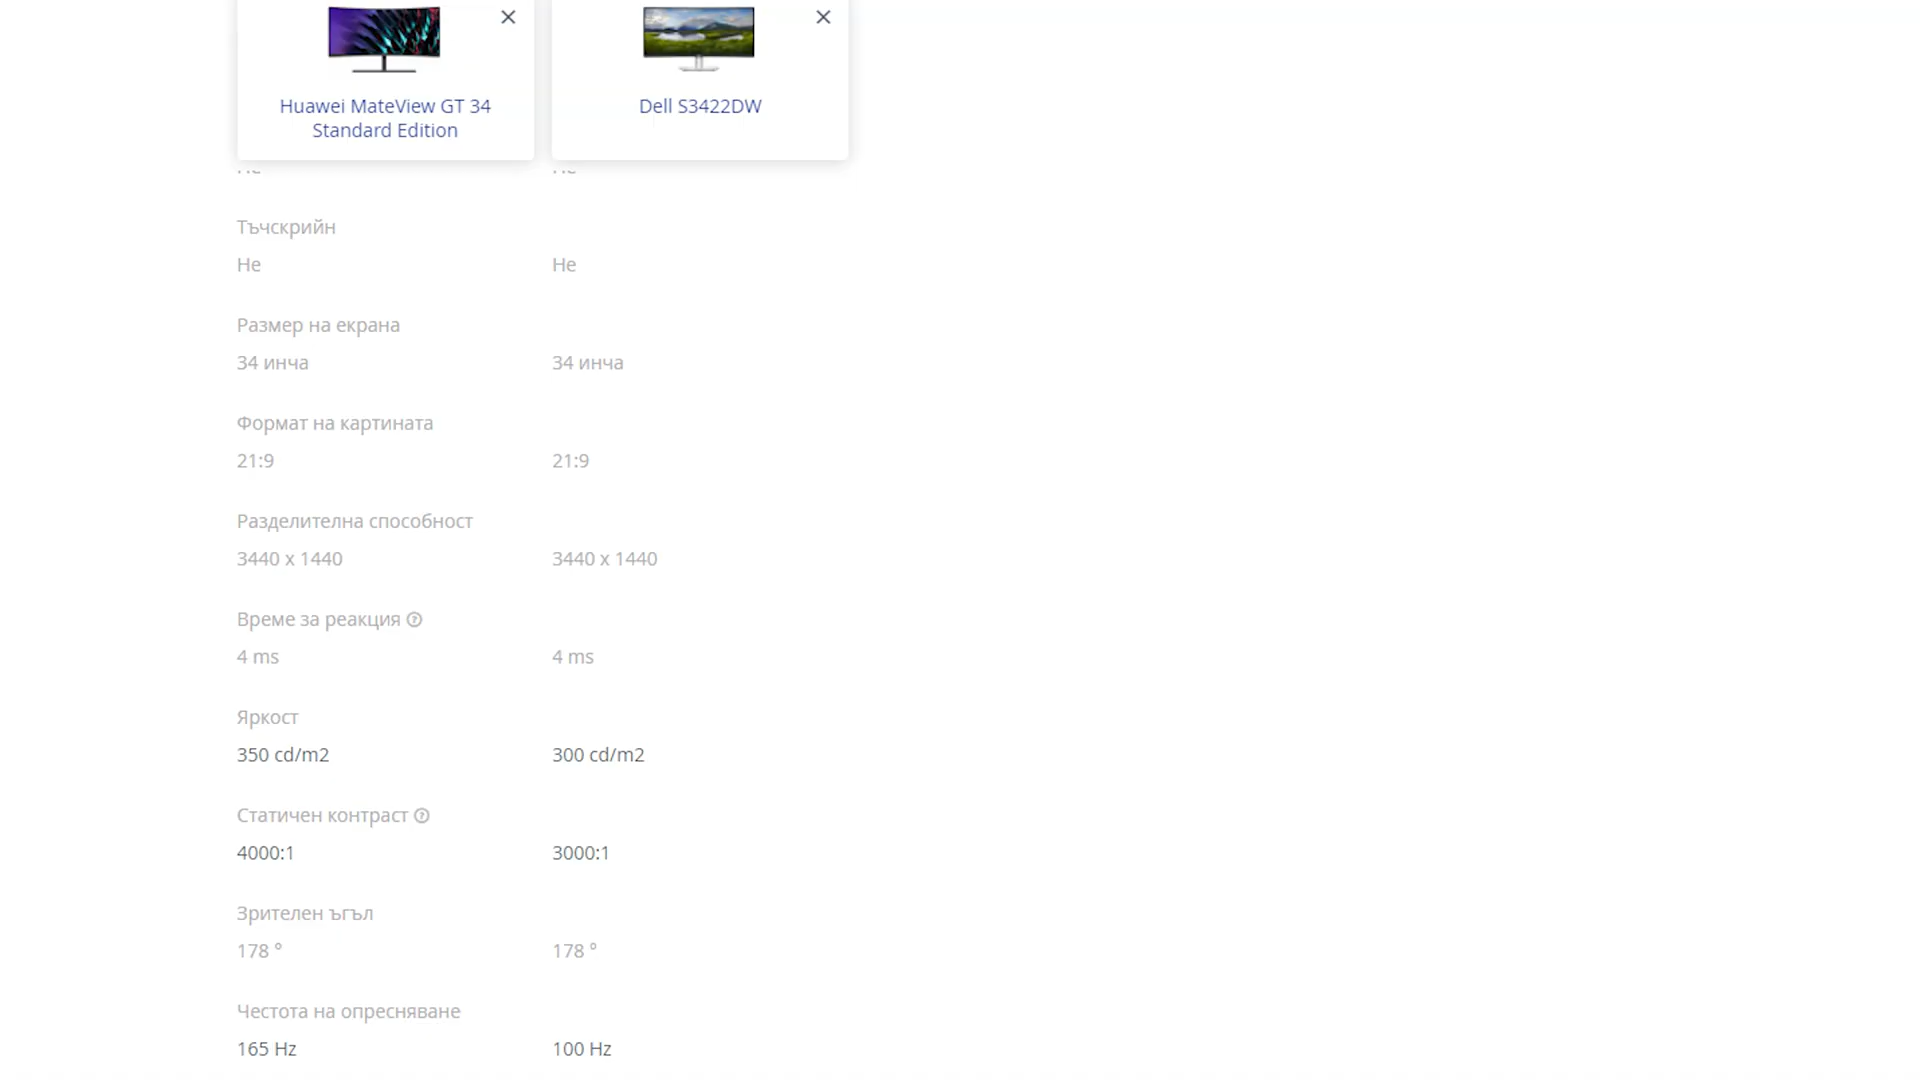 Huawei MateView GT 34
Standard Edition
Dell S3422DW
Тъчскрийн
Не Не
Размер на екрана
34 инча 34 инча
Формат на картината
21:9 21:9
Разделителна способност
3440 x 1440 3440 x 1440
Време за реакция
4 ms 4 ms
Яркост
350 cd/m2 300 cd/m2
Статичен контраст
4000:1 3000:1
Зрителен ъгъл
178 ° 178 °
Честота на опресняване
165 Hz 100 Hz